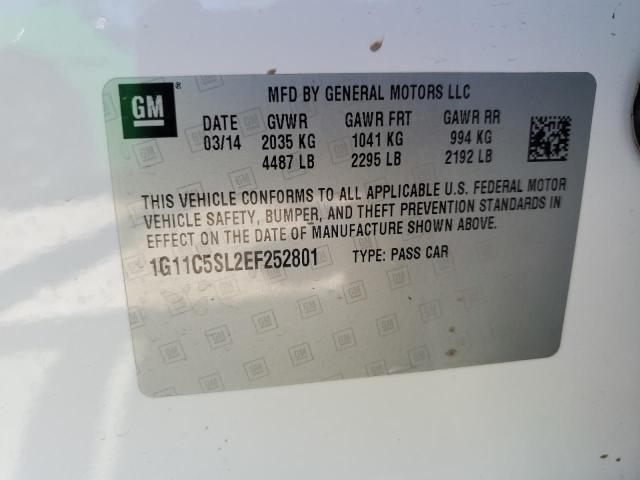 GM ®
MFD BY GENERAL MOTORS LLC
DATE GVWR GAWR FRT GAWR RR
03/14 2035 KG 1041 KG 994 KG
4487 LB 2295 LB 2192 LB
THIS VEHICLE CONFORMS TO ALL APPLICABLE U.S. FEDERAL MOTOR
VEHICLE SAFETY, BUMPER, AND THEFT PREVENTION STANDARDS IN
EFFECT ON THE DATE OF MANUFACTURE SHOWN ABOVE.
1G11C5SL2EF252801 TYPE: PASS CAR